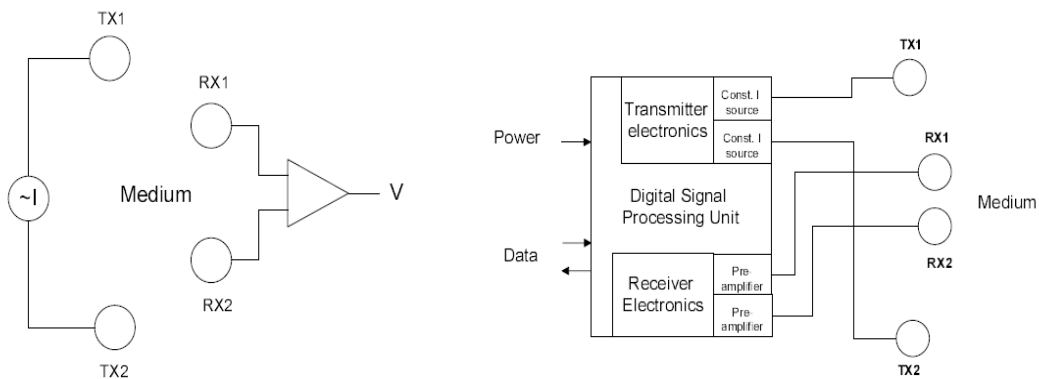 TX1
RX1
~I
Medium
V
RX2
TX2
TX1
Const. I
source
Transmitter
electronics
Const. I
source
Power
RX1
Digital Signal
Processing Unit
Medium
Data
RX2
Receiver
Electronics
Pre-
amplifier
Pre-
amplifier
TX2